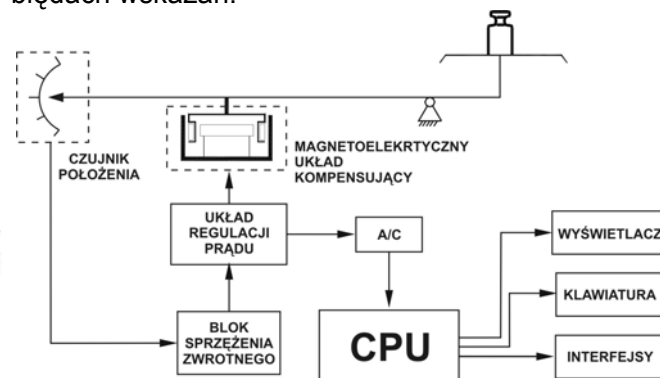 błędach wskazań.
CZUJNIK
POŁOŻENIA
MAGNETOELEKRTYCZNY
UKŁAD
KOMPENSUJĄCY
UKŁAD
REGULACJI
PRĄDU
A/C
WYŚWIETLACZ
KLAWIATURA
BLOK
SPRZĘŻENIA
ZWROTNEGO
CPU
INTERFEJSY